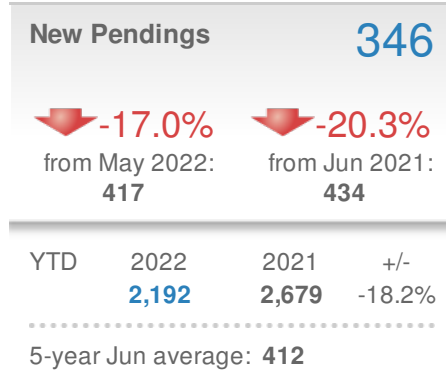 New Pendings 346
-17.0% -20.3%
from May 2022: from Jun 2021:
417 434
YTD 2022 2021 +/-
2,192 2,679 -18.2%
5-year Jun average: 412